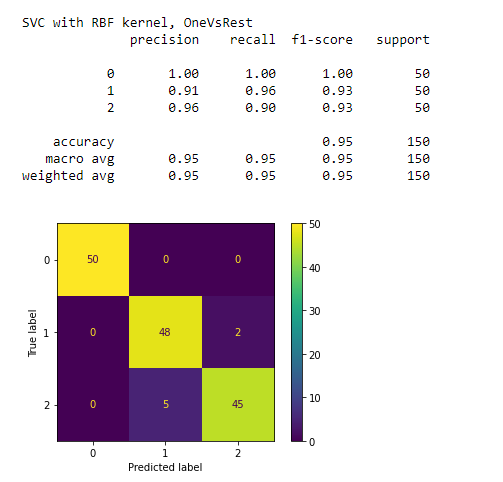 SVC with RBF kernel, OneVsRest
precision recall f1-score support
0 1.00 1.00 1.00 50
1 0.91 0.96 0.93 50
2 0.96 0.90 0.93 50
accuracy 0.95 150
macro avg 0.95 0.95 0.95 150
weighted avg 0.95 0.95 0.95 150
50
0 50 0 0
40
30
True label
1 0 48 2
20
10
2 0 5 45
0
0 1 2
Predicted label